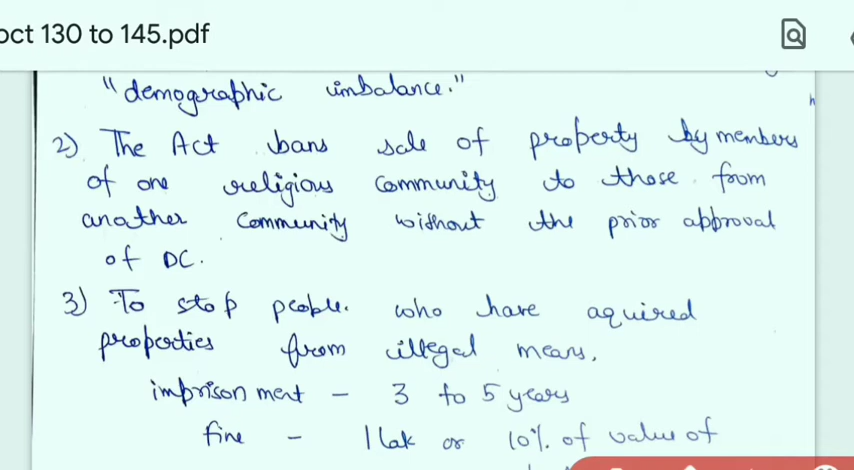 oct 130 to 145.pdf
"demographic imbalance."
2) The Act bans sale of property by members
of one religious community to those from
another community without the prior approval
of DC.
3) To stop people who have aquired
properties from illegal means.
imprisonment - 3 to 5 years
fine - 1 lak or 10% of value of